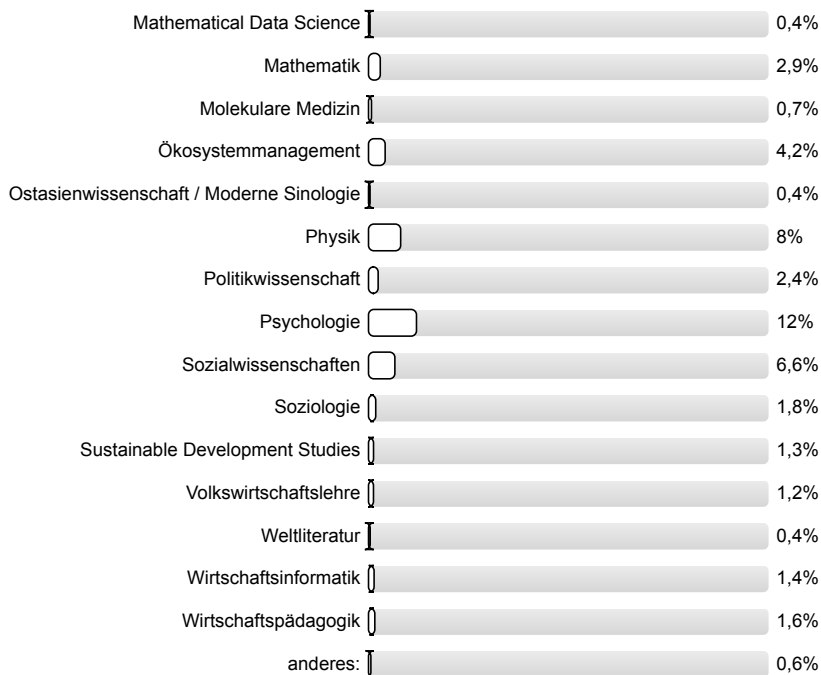 Mathematical Data Science 0,4%
Mathematik 2,9%
Molekulare Medizin 0,7%
Ökosystemmanagement 4,2%
Ostasienwissenschaft / Moderne Sinologie 0,4%
Physik 8%
Politikwissenschaft 2,4%
Psychologie 12%
Sozialwissenschaften 6,6%
Soziologie 1,8%
Sustainable Development Studies 1,3%
Volkswirtschaftslehre 1,2%
Weltliteratur 0,4%
Wirtschaftsinformatik 1,4%
Wirtschaftspädagogik 1,6%
anderes: 0,6%